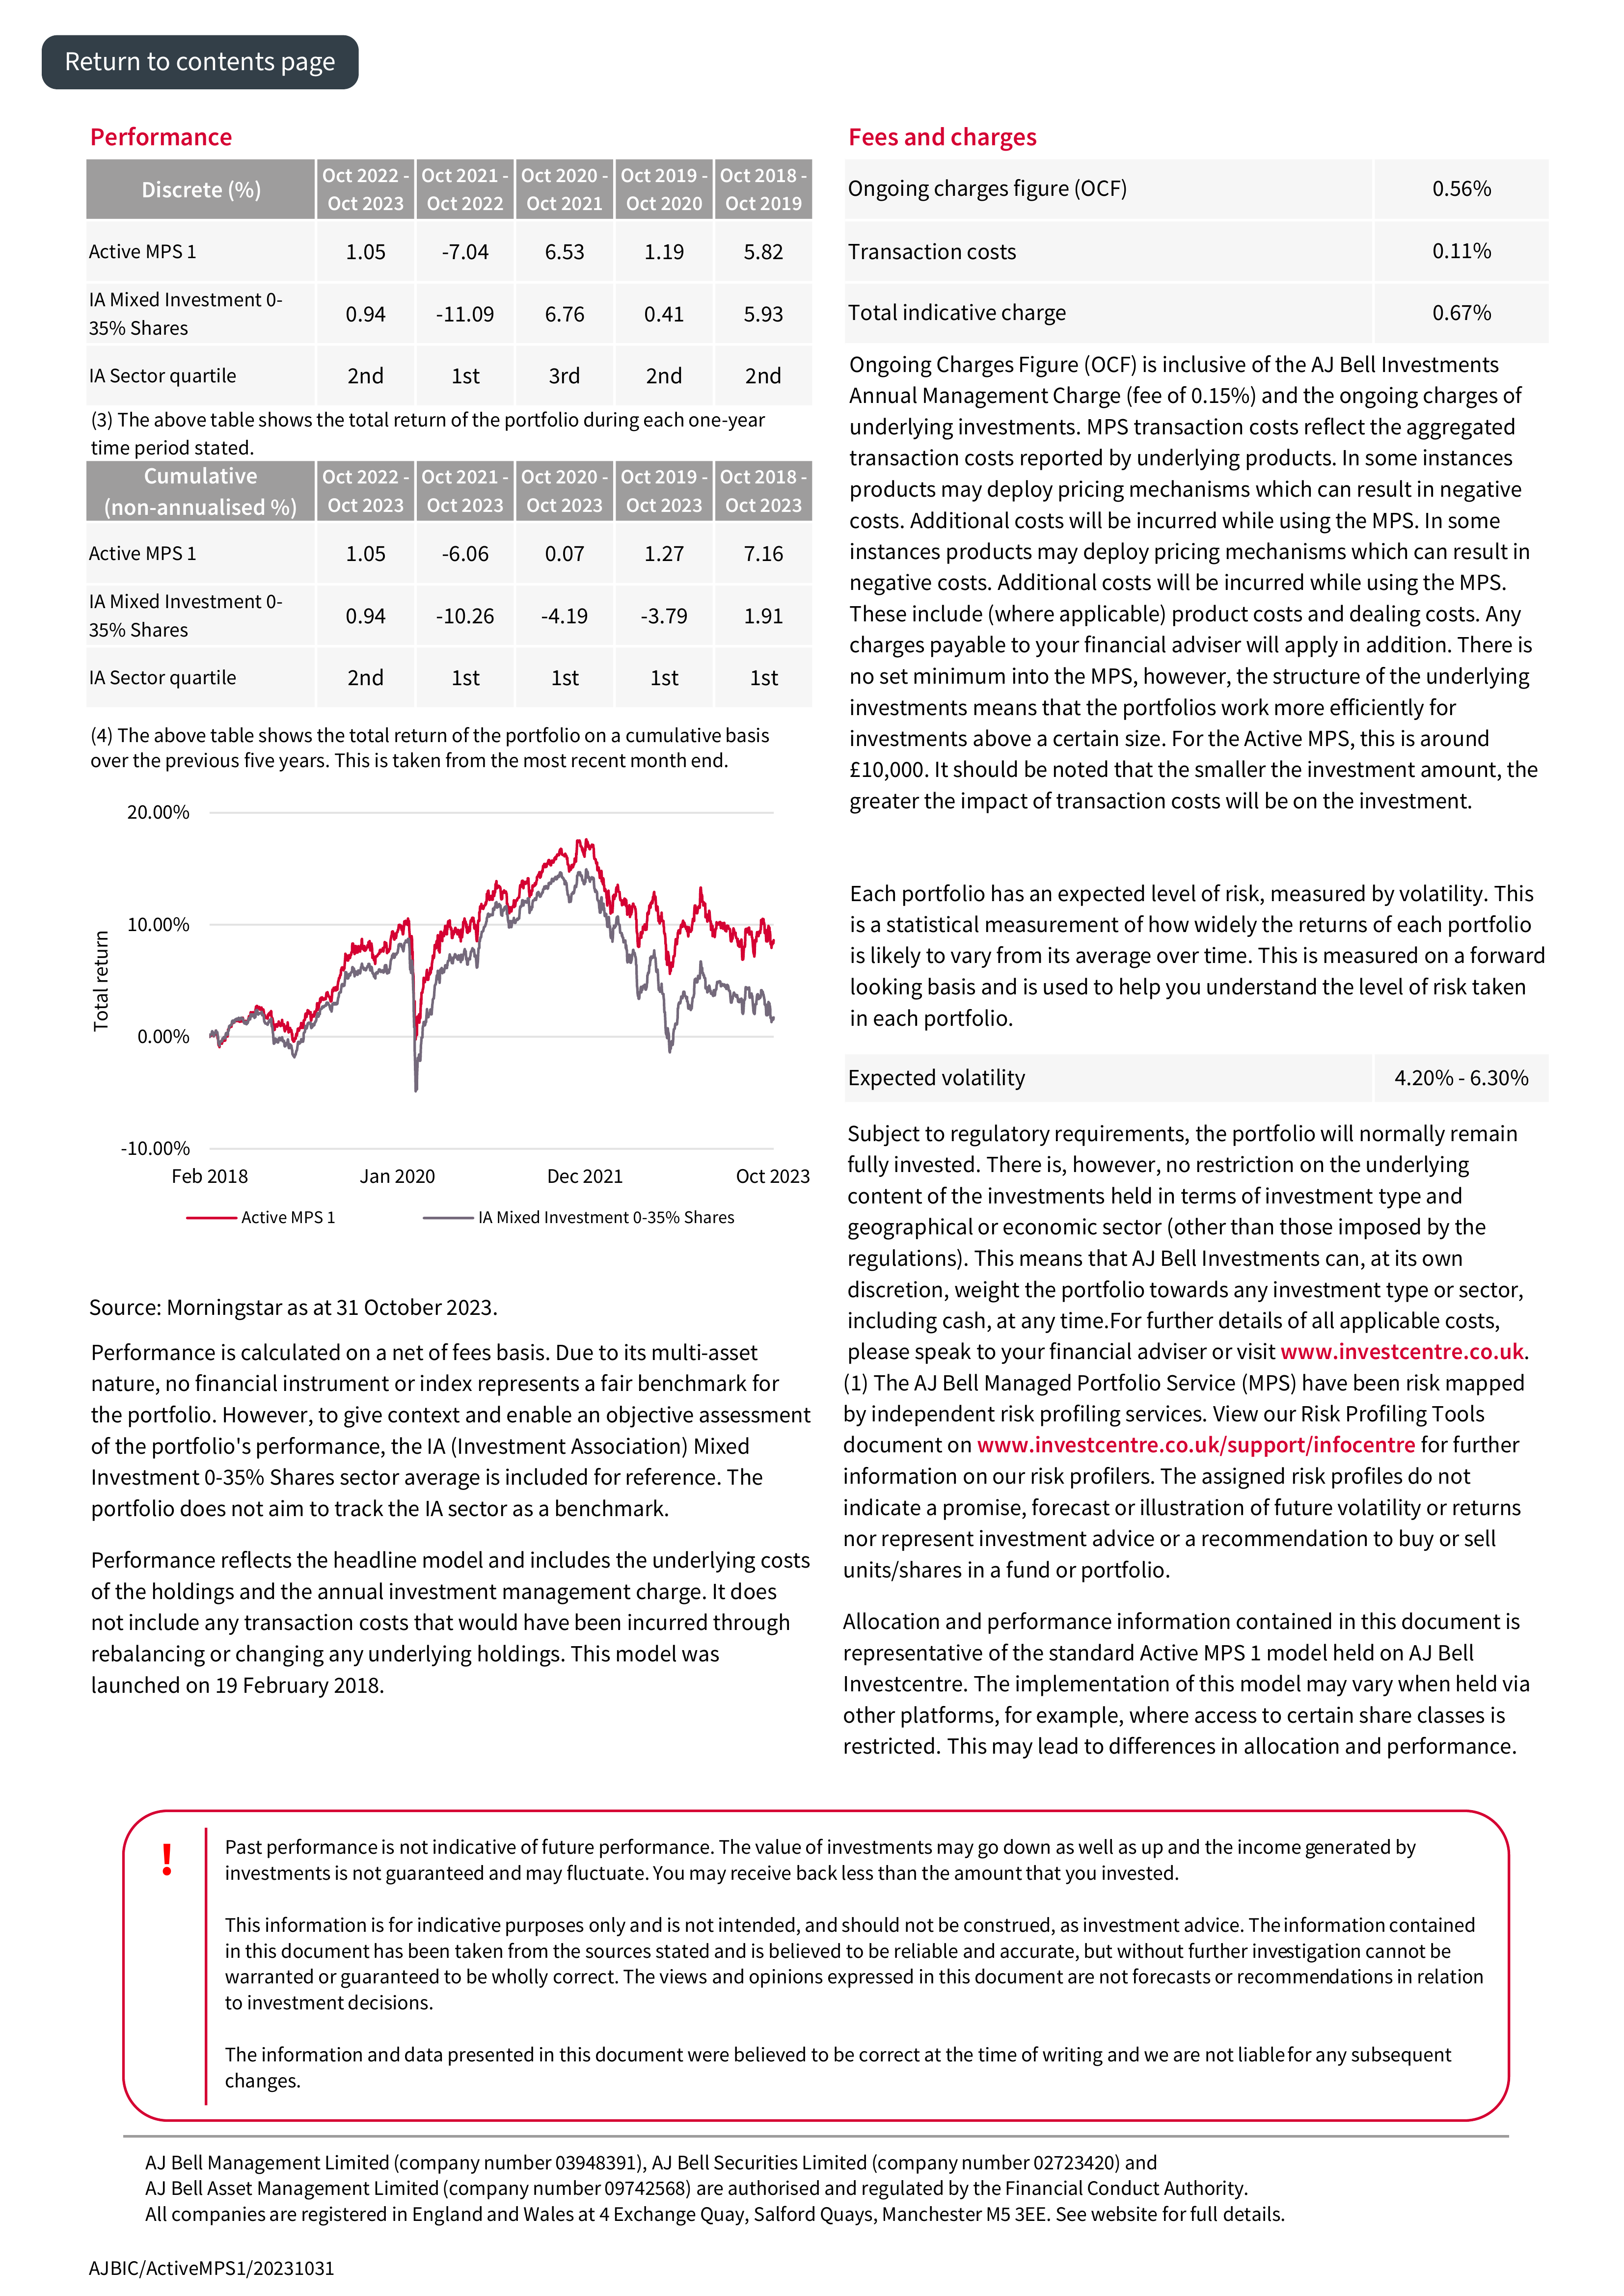 Return to contents page
Performance
Discrete (%) Oct 2022 - Oct 2021 - Oct 2020 - Oct 2019 - Oct 2018 -
Oct 2023 Oct 2022 Oct 2021 Oct 2020 Oct 2019
Active MPS 1 1.05 -7.04 6.53 1.19 5.82
IA Mixed Investment 0-
35% Shares 0.94 -11.09 6.76 0.41 5.93
IA Sector quartile 2nd 1st 3rd 2nd 2nd
(3) The above table shows the total return of the portfolio during each one-year
time period stated.
Cumulative Oct 2022 - Oct 2021 - Oct 2020 - Oct 2019 - Oct 2018 -
(non-annualised %) Oct 2023 Oct 2023 Oct 2023 Oct 2023 Oct 2023
Active MPS 1 1.05 -6.06 0.07 1.27 7.16
IA Mixed Investment 0-
35% Shares 0.94 -10.26 -4.19 -3.79 1.91
IA Sector quartile 2nd 1st 1st 1st 1st
(4) The above table shows the total return of the portfolio on a cumulative basis
over the previous five years. This is taken from the most recent month end.
20.00%
10.00%
0.00%
-10.00%
Total return
Feb 2018 Jan 2020 Dec 2021 Oct 2023
Active MPS 1 IA Mixed Investment 0-35% Shares
Source: Morningstar as at 31 October 2023.
Performance is calculated on a net of fees basis. Due to its multi-asset
nature, no financial instrument or index represents a fair benchmark for
the portfolio. However, to give context and enable an objective assessment
of the portfolio's performance, the IA (Investment Association) Mixed
Investment 0-35% Shares sector average is included for reference. The
portfolio does not aim to track the IA sector as a benchmark.
Performance reflects the headline model and includes the underlying costs
of the holdings and the annual investment management charge. It does
not include any transaction costs that would have been incurred through
rebalancing or changing any underlying holdings. This model was
launched on 19 February 2018.
Fees and charges
Ongoing charges figure (OCF) 0.56%
Transaction costs 0.11%
Total indicative charge 0.67%
Ongoing Charges Figure (OCF) is inclusive of the AJ Bell Investments
Annual Management Charge (fee of 0.15%) and the ongoing charges of
underlying investments. MPS transaction costs reflect the aggregated
transaction costs reported by underlying products. In some instances
products may deploy pricing mechanisms which can result in negative
costs. Additional costs will be incurred while using the MPS. In some
instances products may deploy pricing mechanisms which can result in
negative costs. Additional costs will be incurred while using the MPS.
These include (where applicable) product costs and dealing costs. Any
charges payable to your financial adviser will apply in addition. There is
no set minimum into the MPS, however, the structure of the underlying
investments means that the portfolios work more efficiently for
investments above a certain size. For the Active MPS, this is around
£10,000. It should be noted that the smaller the investment amount, the
greater the impact of transaction costs will be on the investment.
Each portfolio has an expected level of risk, measured by volatility. This
is a statistical measurement of how widely the returns of each portfolio
is likely to vary from its average over time. This is measured on a forward
looking basis and is used to help you understand the level of risk taken
in each portfolio.
Expected volatility 4.20% - 6.30%
Subject to regulatory requirements, the portfolio will normally remain
fully invested. There is, however, no restriction on the underlying
content of the investments held in terms of investment type and
geographical or economic sector (other than those imposed by the
regulations). This means that AJ Bell Investments can, at its own
discretion, weight the portfolio towards any investment type or sector,
including cash, at any time.For further details of all applicable costs,
please speak to your financial adviser or visit www.investcentre.co.uk.
(1) The AJ Bell Managed Portfolio Service (MPS) have been risk mapped
by independent risk profiling services. View our Risk Profiling Tools
document on www.investcentre.co.uk/support/infocentre for further
information on our risk profilers. The assigned risk profiles do not
indicate a promise, forecast or illustration of future volatility or returns
nor represent investment advice or a recommendation to buy or sell
units/shares in a fund or portfolio.
Allocation and performance information contained in this document is
representative of the standard Active MPS 1 model held on AJ Bell
Investcentre. The implementation of this model may vary when held via
other platforms, for example, where access to certain share classes is
restricted. This may lead to differences in allocation and performance.
!
Past performance is not indicative of future performance. The value of investments may go down as well as up and the income generated by
investments is not guaranteed and may fluctuate. You may receive back less than the amount that you invested.
This information is for indicative purposes only and is not intended, and should not be construed, as investment advice. The information contained
in this document has been taken from the sources stated and is believed to be reliable and accurate, but without further investigation cannot be
warranted or guaranteed to be wholly correct. The views and opinions expressed in this document are not forecasts or recommendations in relation
to investment decisions.
The information and data presented in this document were believed to be correct at the time of writing and we are not liable for any subsequent
changes.
AJ Bell Management Limited (company number 03948391), AJ Bell Securities Limited (company number 02723420) and
AJ Bell Asset Management Limited (company number 09742568) are authorised and regulated by the Financial Conduct Authority.
All companies are registered in England and Wales at 4 Exchange Quay, Salford Quays, Manchester M5 3EE. See website for full details.
AJBIC/ActiveMPS1/20231031